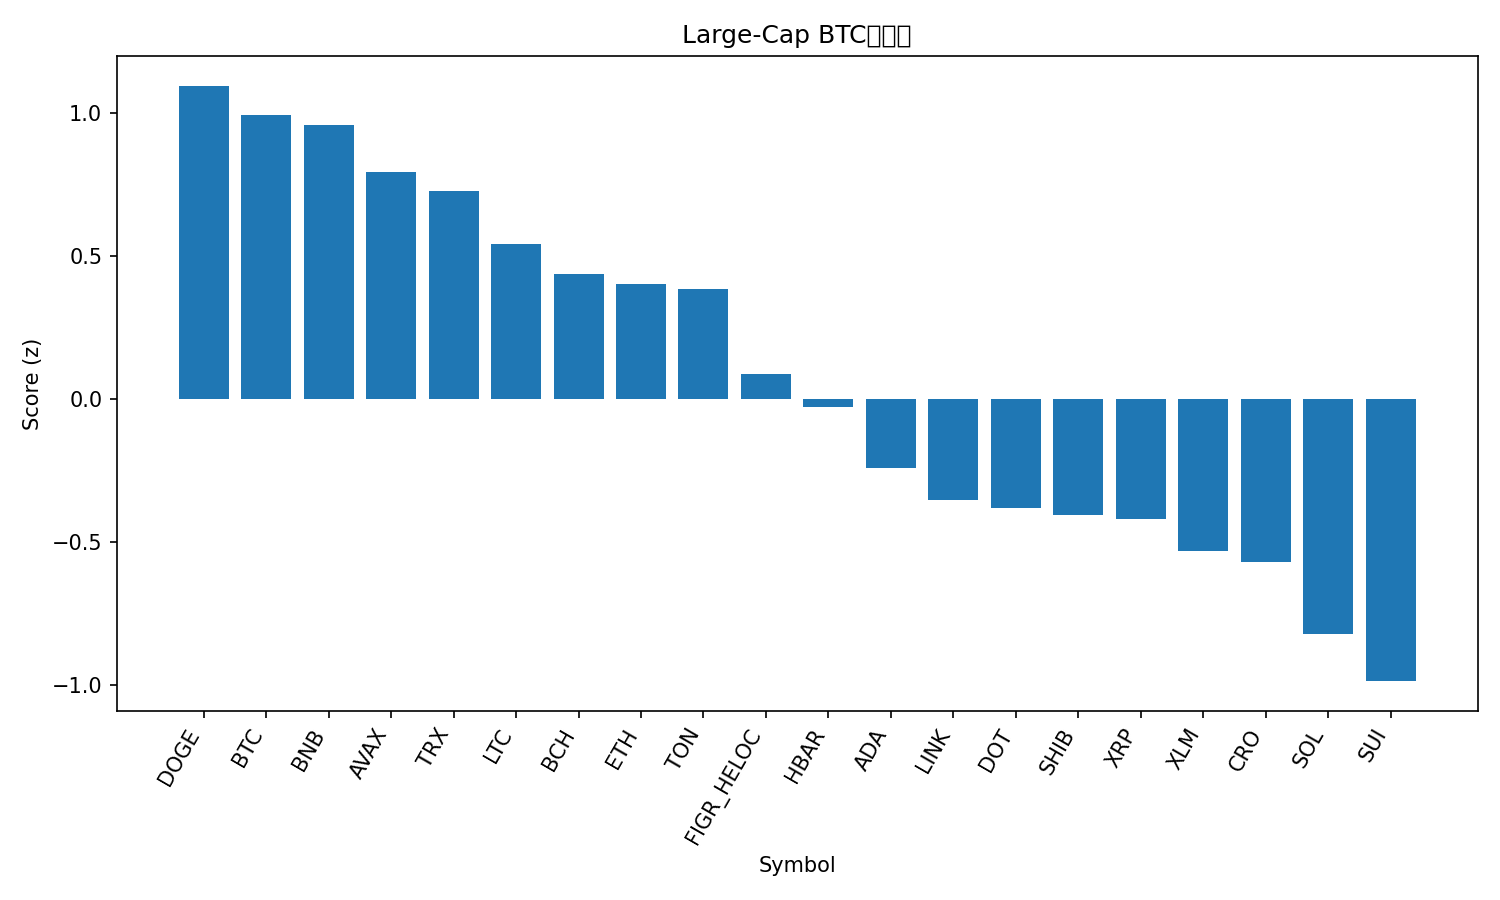 Large-Cap BTC
Score (z)
1.0
0.5
0.0
−0.5
−1.0
DOGE
BTC
BNB
AVAX
TRX
LTC
BCH
ETH
TON
FIGR_HELOC
HBAR
ADA
LINK
DOT
SHIB
XRP
XLM
CRO
SOL
SUI
Symbol